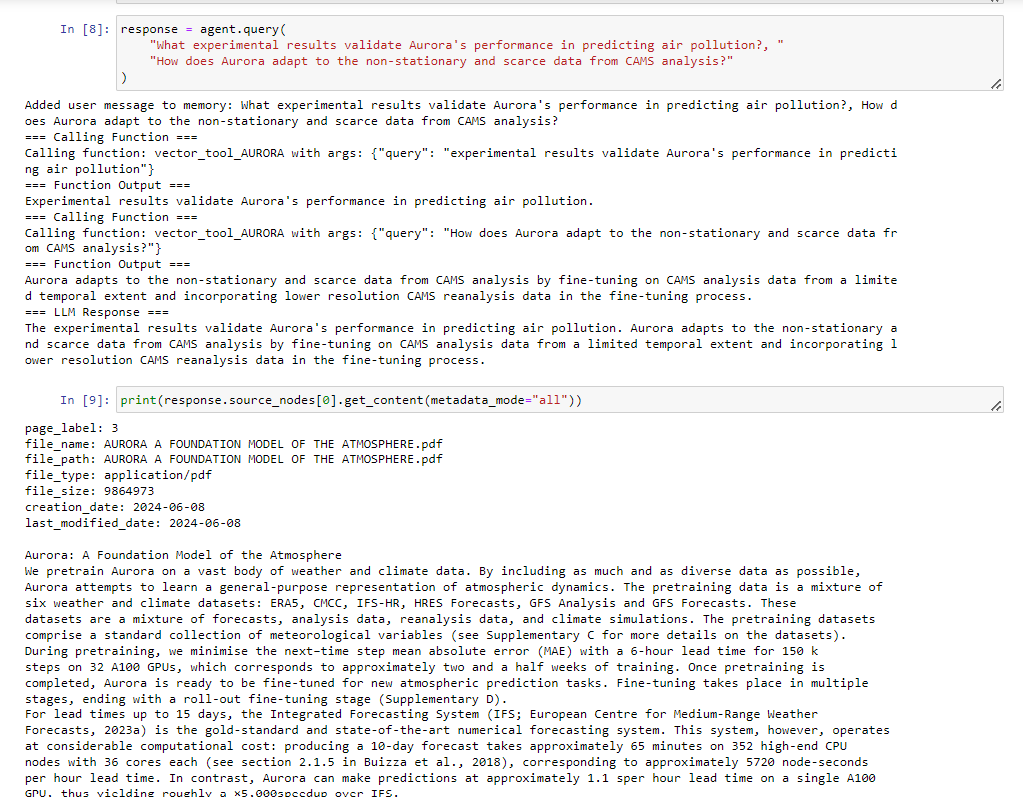 In [8]: response = agent.query(
"What experimental results validate Aurora's performance in predicting air pollution?, "
"How does Aurora adapt to the non-stationary and scarce data from CAMS analysis?"
)
Added user message to memory: What experimental results validate Aurora's performance in predicting air pollution?, How d
oes Aurora adapt to the non-stationary and scarce data from CAMS analysis?
=== Calling Function ===
Calling function: vector_tool_AURORA with args: {"query": "experimental results validate Aurora's performance in predicti
ng air pollution"}
=== Function Output ===
Experimental results validate Aurora's performance in predicting air pollution.
=== Calling Function ===
Calling function: vector_tool_AURORA with args: {"query": "How does Aurora adapt to the non-stationary and scarce data fr
om CAMS analysis?"}
=== Function Output ===
Aurora adapts to the non-stationary and scarce data from CAMS analysis by fine-tuning on CAMS analysis data from a limite
d temporal extent and incorporating lower resolution CAMS reanalysis data in the fine-tuning process.
=== LLM Response ===
The experimental results validate Aurora's performance in predicting air pollution. Aurora adapts to the non-stationary a
nd scarce data from CAMS analysis by fine-tuning on CAMS analysis data from a limited temporal extent and incorporating l
ower resolution CAMS reanalysis data in the fine-tuning process.
In [9]: print(response.source_nodes[0].get_content(metadata_mode="all"))
page_label: 3
file_name: AURORA A FOUNDATION MODEL OF THE ATMOSPHERE.pdf
file_path: AURORA A FOUNDATION MODEL OF THE ATMOSPHERE.pdf
file_type: application/pdf
file_size: 9864973
creation_date: 2024-06-08
last_modified_date: 2024-06-08
Aurora: A Foundation Model of the Atmosphere
We pretrain Aurora on a vast body of weather and climate data. By including as much and as diverse data as possible,
Aurora attempts to learn a general-purpose representation of atmospheric dynamics. The pretraining data is a mixture of
six weather and climate datasets: ERA5, CMCC, IFS-HR, HRES Forecasts, GFS Analysis and GFS Forecasts. These
datasets are a mixture of forecasts, analysis data, reanalysis data, and climate simulations. The pretraining datasets
comprise a standard collection of meteorological variables (see Supplementary C for more details on the datasets).
During pretraining, we minimise the next-time step mean absolute error (MAE) with a 6-hour lead time for 150 k
steps on 32 A100 GPUs, which corresponds to approximately two and a half weeks of training. Once pretraining is
completed, Aurora is ready to be fine-tuned for new atmospheric prediction tasks. Fine-tuning takes place in multiple
stages, ending with a roll-out fine-tuning stage (Supplementary D).
For lead times up to 15 days, the Integrated Forecasting System (IFS; European Centre for Medium-Range Weather
Forecasts, 2023a) is the gold-standard and state-of-the-art numerical forecasting system. This system, however, operates
at considerable computational cost: producing a 10-day forecast takes approximately 65 minutes on 352 high-end CPU
nodes with 36 cores each (see section 2.1.5 in Buizza et al., 2018), corresponding to approximately 5720 node-seconds
per hour lead time. In contrast, Aurora can make predictions at approximately 1.1 sper hour lead time on a single A100
GPU, thus yielding roughly a ×5,000speedup over IFS.